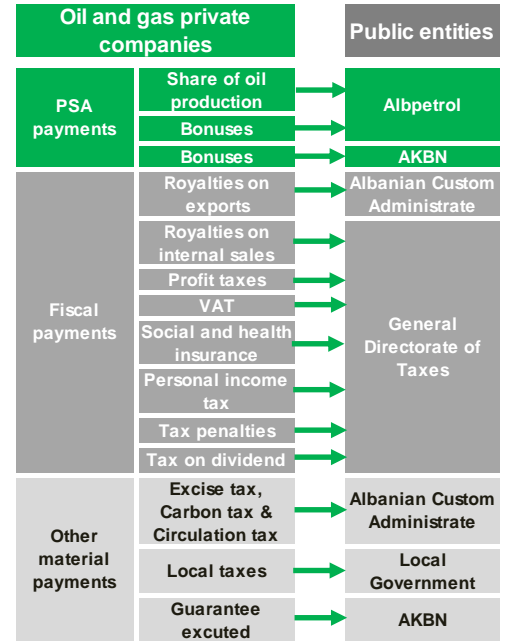 Oil and gas private
companies
Public entities
PSA
payments
Share of oil
production
Albpetrol
Bonuses
Bonuses
AKBN
Fiscal
payments
Royalties on
exports
Albanian Custom
Administrate
Royalties on
internal sales
General
Directorate of
Taxes
Profit taxes
VAT
Social and health
insurance
Personal income
tax
Tax penalties
Tax on dividend
Other
material
payments
Excise tax,
Carbon tax &
Circulation tax
Albanian Custom
Administrate
Local taxes
Local
Government
Guarantee
excuted
AKBN